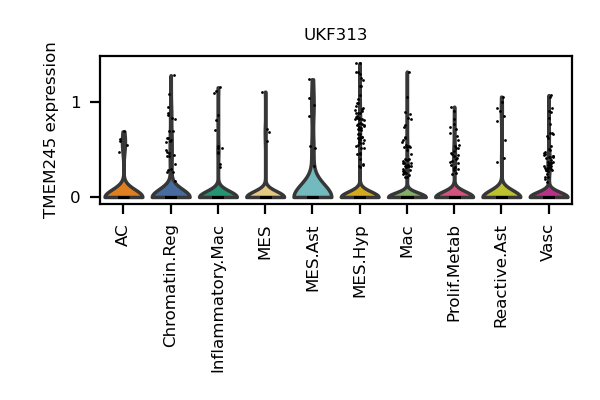 UKF313
TMEM245 expression
1
0
AC
Chromatin.Reg
Inflammatory.Mac
MES
MES.Ast
MES.Hyp
Mac
Prolif.Metab
Reactive.Ast
Vasc